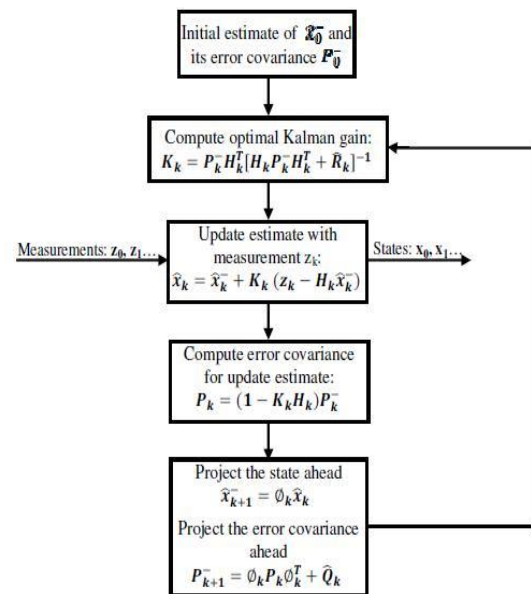 Initial estimate of x̂₀⁻ and
its error covariance P₀⁻
Compute optimal Kalman gain:
Kₖ = Pₖ⁻Hₖᵀ[HₖPₖ⁻Hₖᵀ + R̂ₖ]⁻¹
Measurements: z₀, z₁...
Update estimate with
measurement zₖ:
x̂ₖ = x̂ₖ⁻ + Kₖ (zₖ − Hₖx̂ₖ⁻)
States: x₀, x₁...
Compute error covariance
for update estimate:
Pₖ = (1 − KₖHₖ)Pₖ⁻
Project the state ahead
x̂ₖ₊₁⁻ = ∅ₖx̂ₖ
Project the error covariance
ahead
Pₖ₊₁⁻ = ∅ₖPₖ∅ₖᵀ + Q̂ₖ